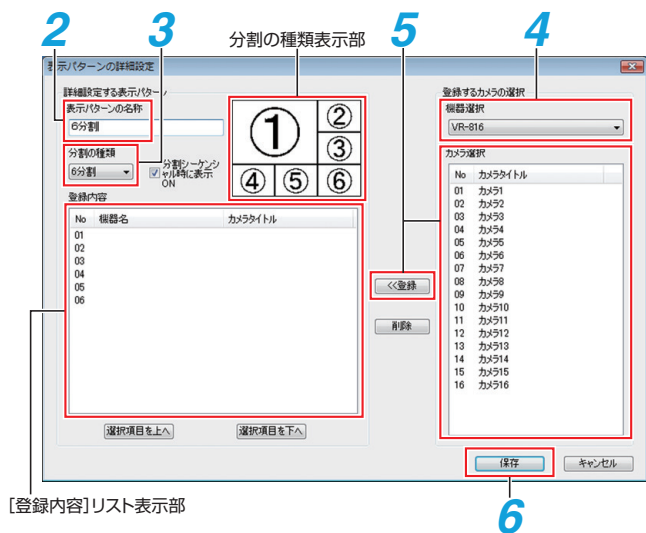 2
3
分割の種類表示部
5
4
表示パターンの詳細設定
詳細設定する表示パターン
表示パターンの名称
6分割
分割の種類
6分割
分割シーケンシャル時に表示
ON
①
②
③
④
⑤
⑥
登録内容
No 機器名 カメラタイトル
01
02
03
04
05
06
選択項目を上へ
選択項目を下へ
<<登録
削除
登録するカメラの選択
機器選択
VR-816
カメラ選択
No カメラタイトル
01 カメラ1
02 カメラ2
03 カメラ3
04 カメラ4
05 カメラ5
06 カメラ6
07 カメラ7
08 カメラ8
09 カメラ9
10 カメラ10
11 カメラ11
12 カメラ12
13 カメラ13
14 カメラ14
15 カメラ15
16 カメラ16
保存
キャンセル
[登録内容]リスト表示部
6